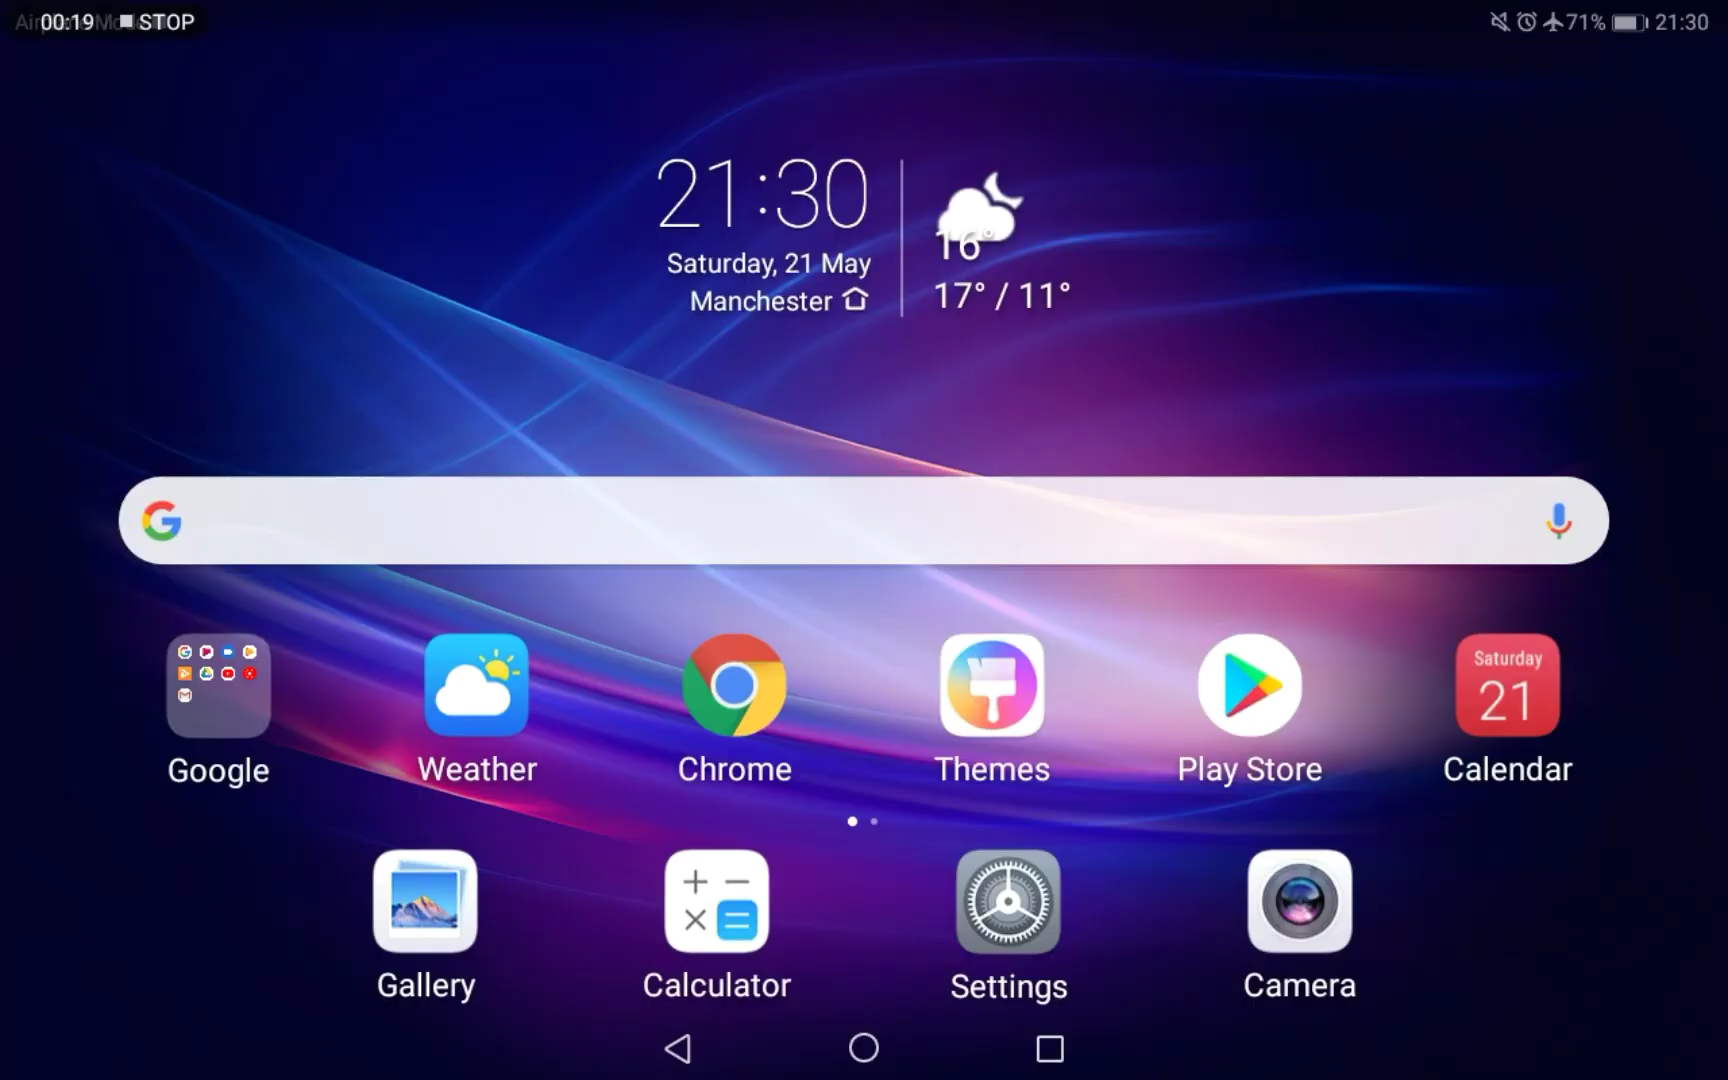 00:19 STOP
71% 21:30
21:30
Saturday, 21 May
Manchester
16°
17° / 11°
Google
Weather
Chrome
Themes
Play Store
Saturday
21
Calendar
Gallery
Calculator
Settings
Camera